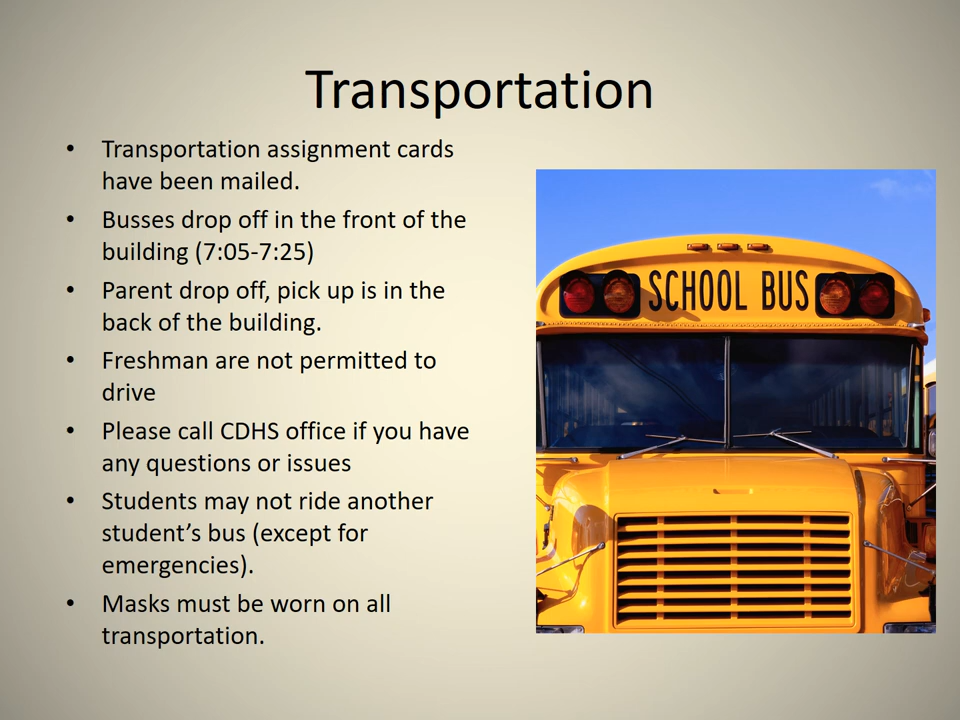 Transportation
• Transportation assignment cards
have been mailed.
• Busses drop off in the front of the
building (7:05-7:25)
• Parent drop off, pick up is in the
back of the building.
• Freshman are not permitted to
drive
• Please call CDHS office if you have
any questions or issues
• Students may not ride another
student’s bus (except for
emergencies).
• Masks must be worn on all
transportation.
SCHOOL BUS